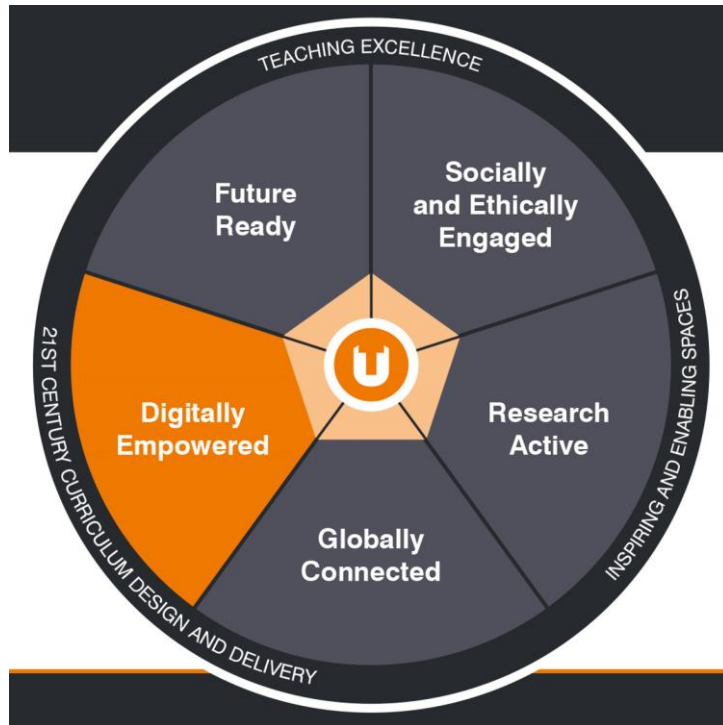 TEACHING EXCELLENCE
Future
Ready
Socially
and Ethically
Engaged
Digitally
Empowered
Research
Active
Globally
Connected
21ST CENTURY CURRICULUM DESIGN AND DELIVERY
INSPIRING AND ENABLING SPACES
U